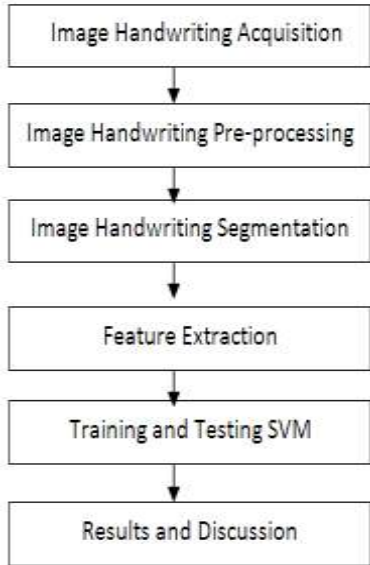 Image Handwriting Acquisition
Image Handwriting Pre-processing
Image Handwriting Segmentation
Feature Extraction
Training and Testing SVM
Results and Discussion